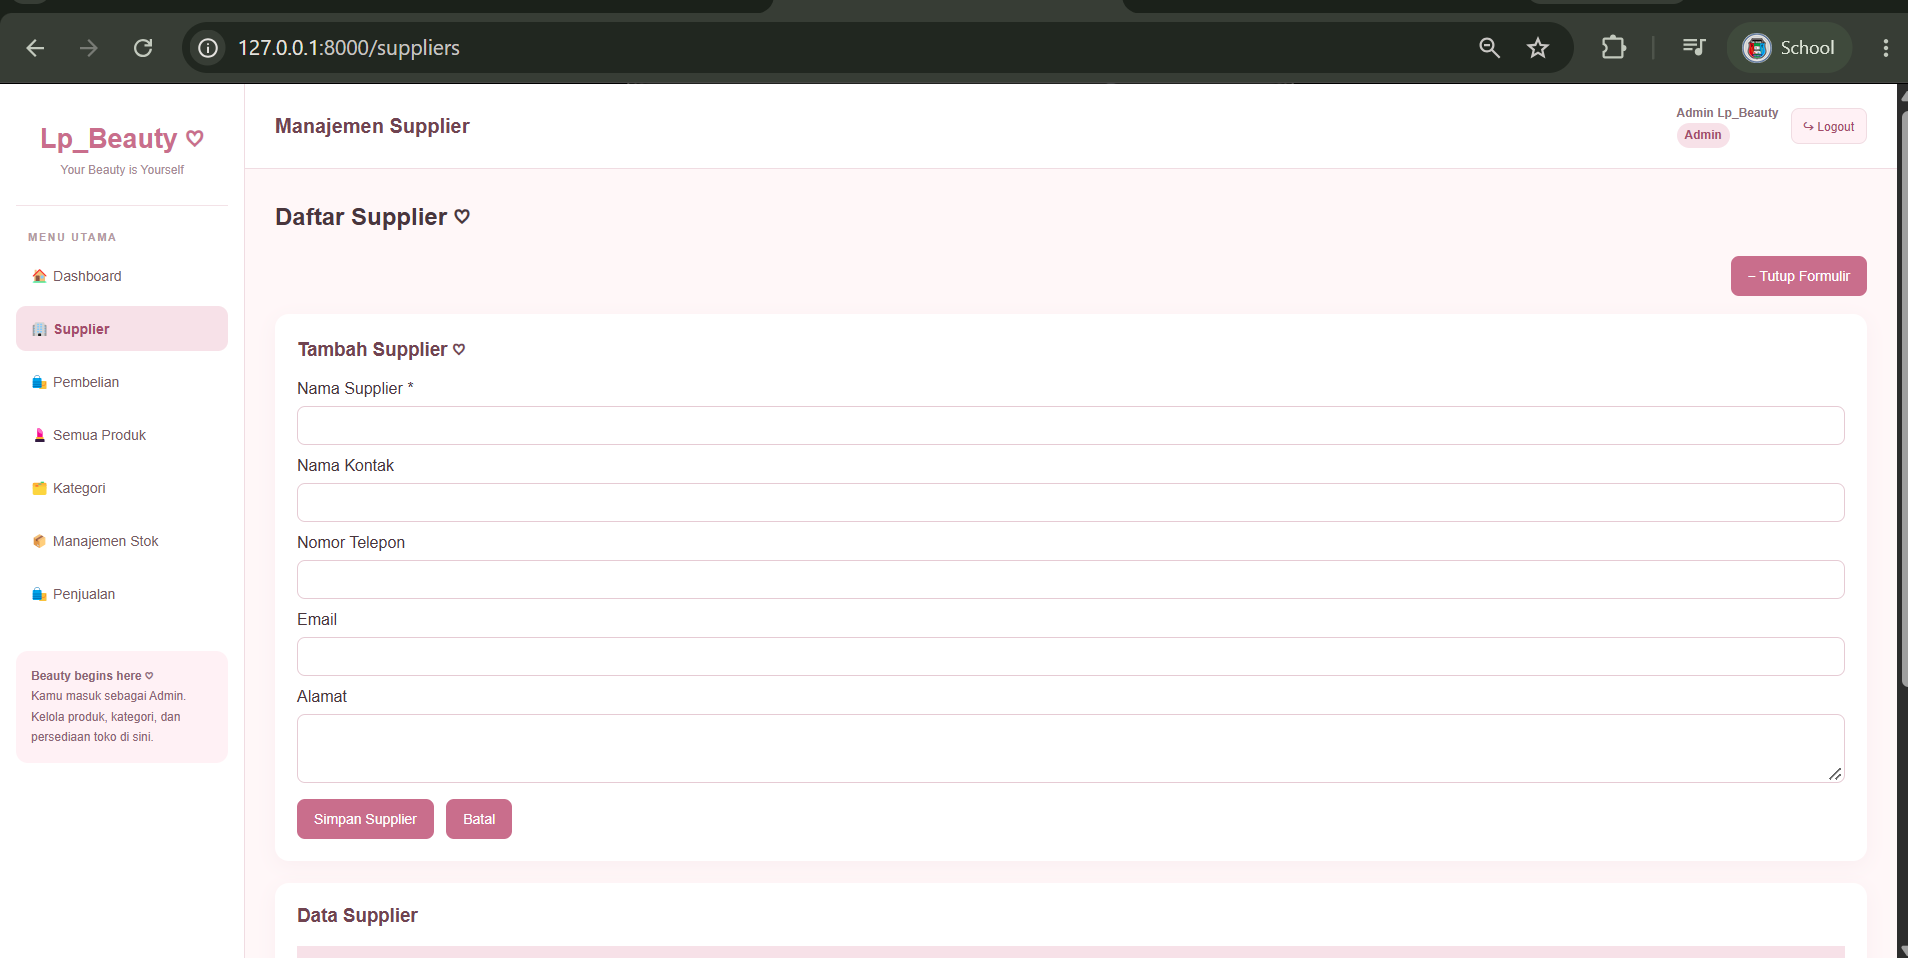 127.0.0.1:8000/suppliers
School
Lp_Beauty ♡
Your Beauty is Yourself
MENU UTAMA
Dashboard
Supplier
Pembelian
Semua Produk
Kategori
Manajemen Stok
Penjualan
Beauty begins here ♡
Kamu masuk sebagai Admin.
Kelola produk, kategori, dan
persediaan toko di sini.
Manajemen Supplier
Admin Lp_Beauty
Admin
↪ Logout
Daftar Supplier ♡
− Tutup Formulir
Tambah Supplier ♡
Nama Supplier *
Nama Kontak
Nomor Telepon
Email
Alamat
Simpan Supplier
Batal
Data Supplier